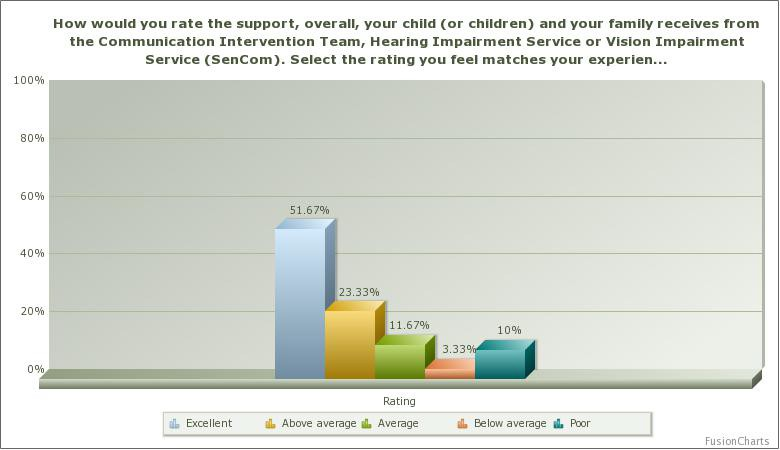 How would you rate the support, overall, your child (or children) and your family receives from
the Communication Intervention Team, Hearing Impairment Service or Vision Impairment
Service (SenCom). Select the rating you feel matches your experien...
100%
80%
60%
40%
20%
0%
51.67%
23.33%
11.67%
3.33%
10%
Rating
Excellent Above average Average Below average Poor
FusionCharts